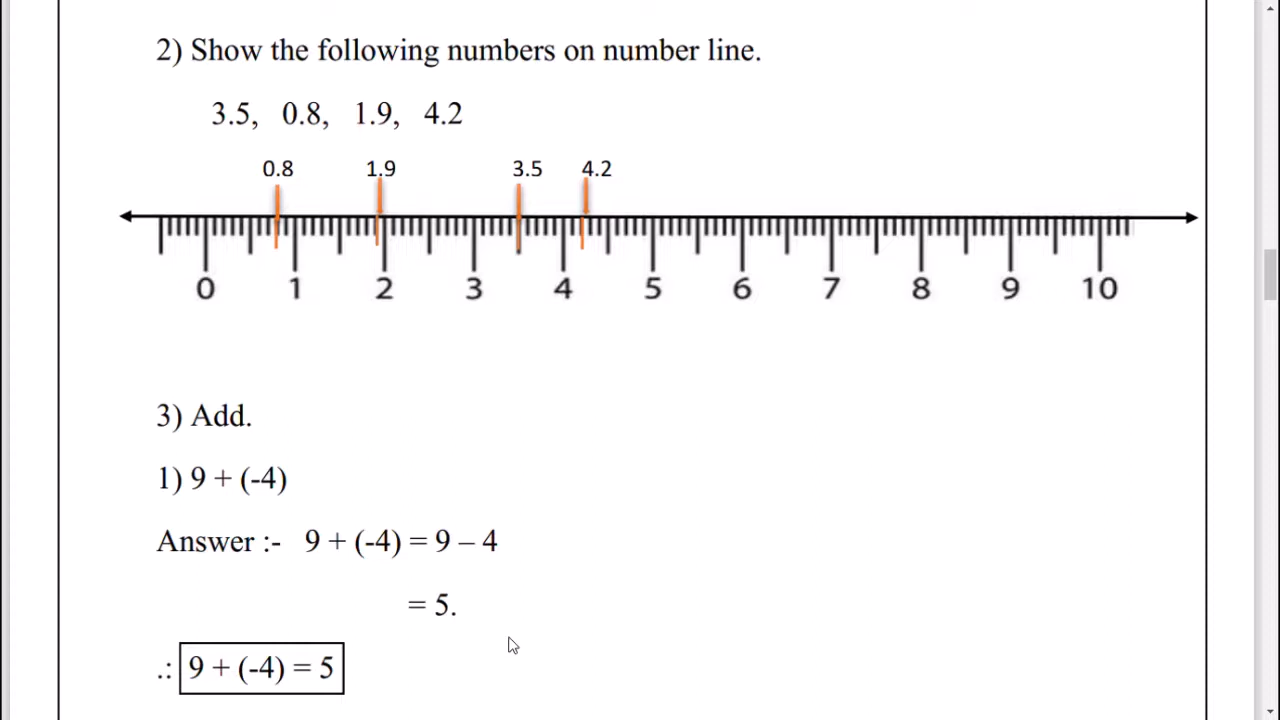 2) Show the following numbers on number line.
3.5, 0.8, 1.9, 4.2
0.8 1.9 3.5 4.2
0 1 2 3 4 5 6 7 8 9 10
3) Add.
1) 9 + (-4)
Answer :- 9 + (-4) = 9 – 4
= 5.
.: 9 + (-4) = 5